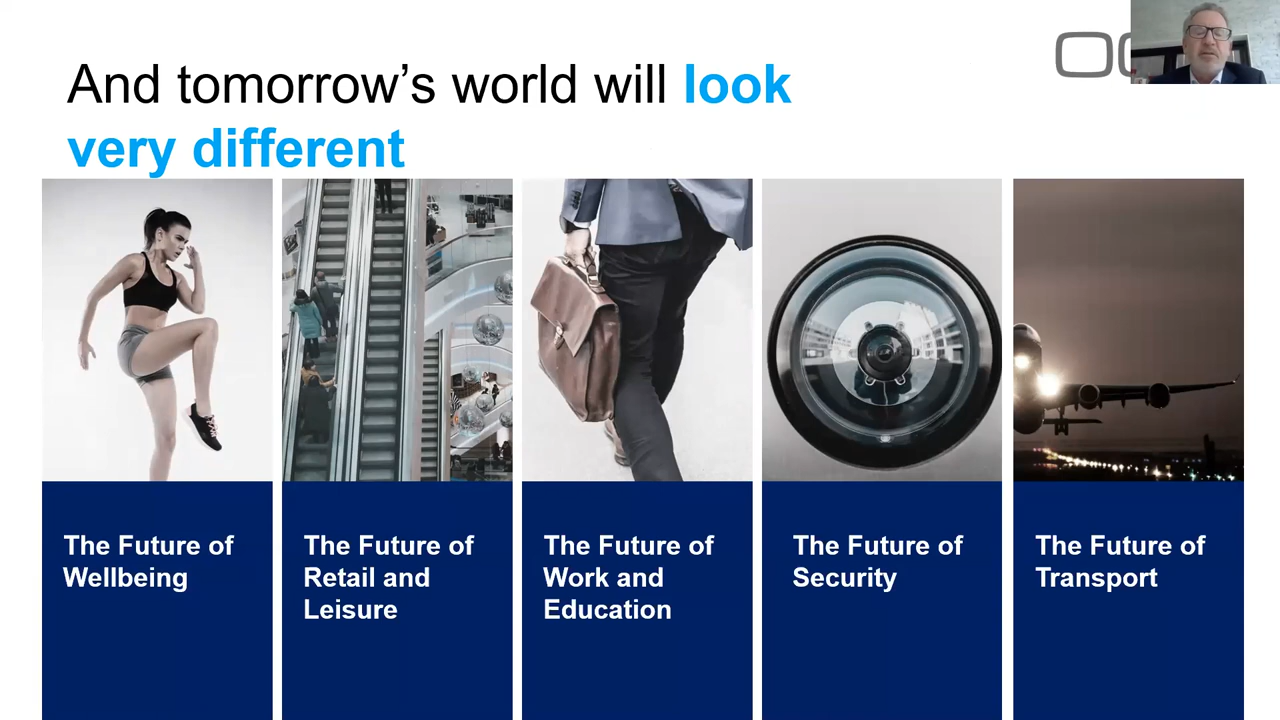 And tomorrow’s world will look
very different
The Future of
Wellbeing
The Future of
Retail and
Leisure
The Future of
Work and
Education
The Future of
Security
The Future of
Transport